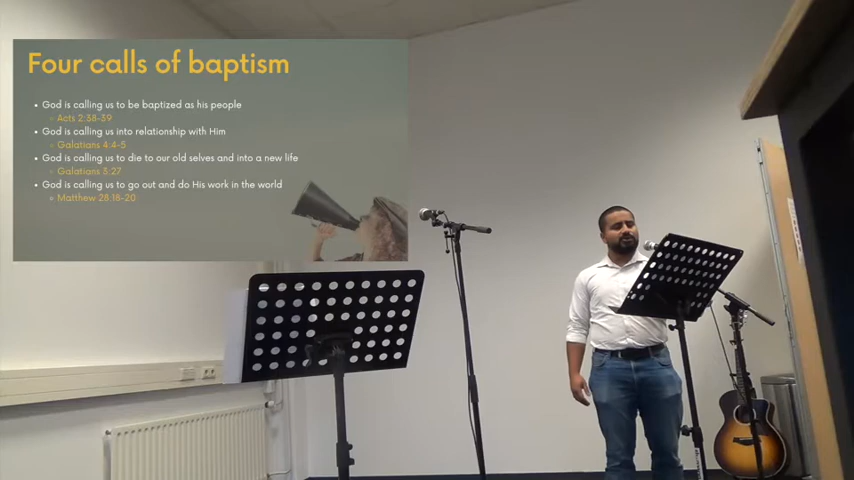 Four calls of baptism
• God is calling us to be baptized as his people
○ Acts 2:38-39
• God is calling us into relationship with Him
○ Galatians 4:4-5
• God is calling us to die to our old selves and into a new life
○ Galatians 3:27
• God is calling us to go out and do His work in the world
○ Matthew 28:18-20